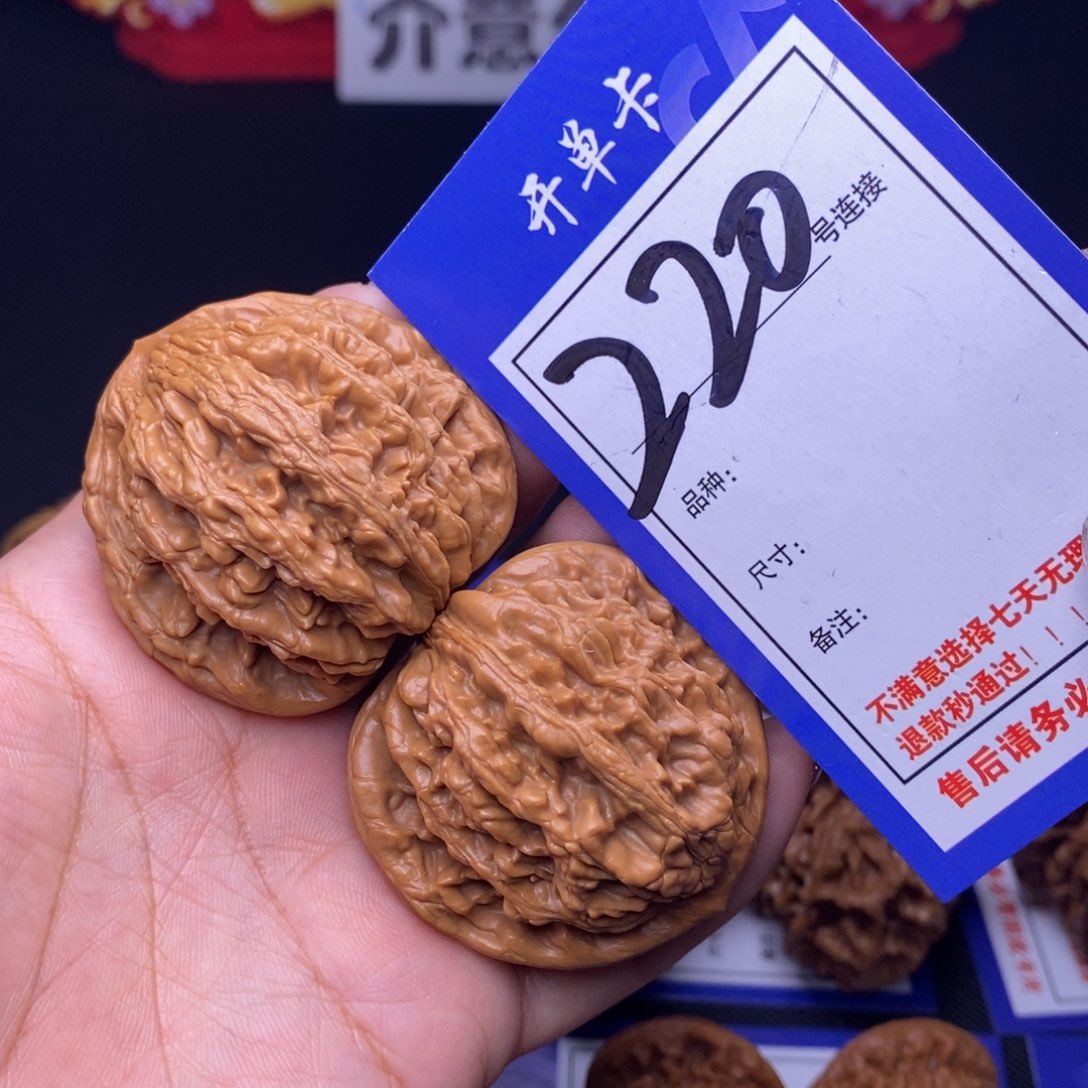 介意
开单卡
220号连接
品种：
尺寸：
备注：
不满意选择七天无理
退款秒通过！！
售后请务必